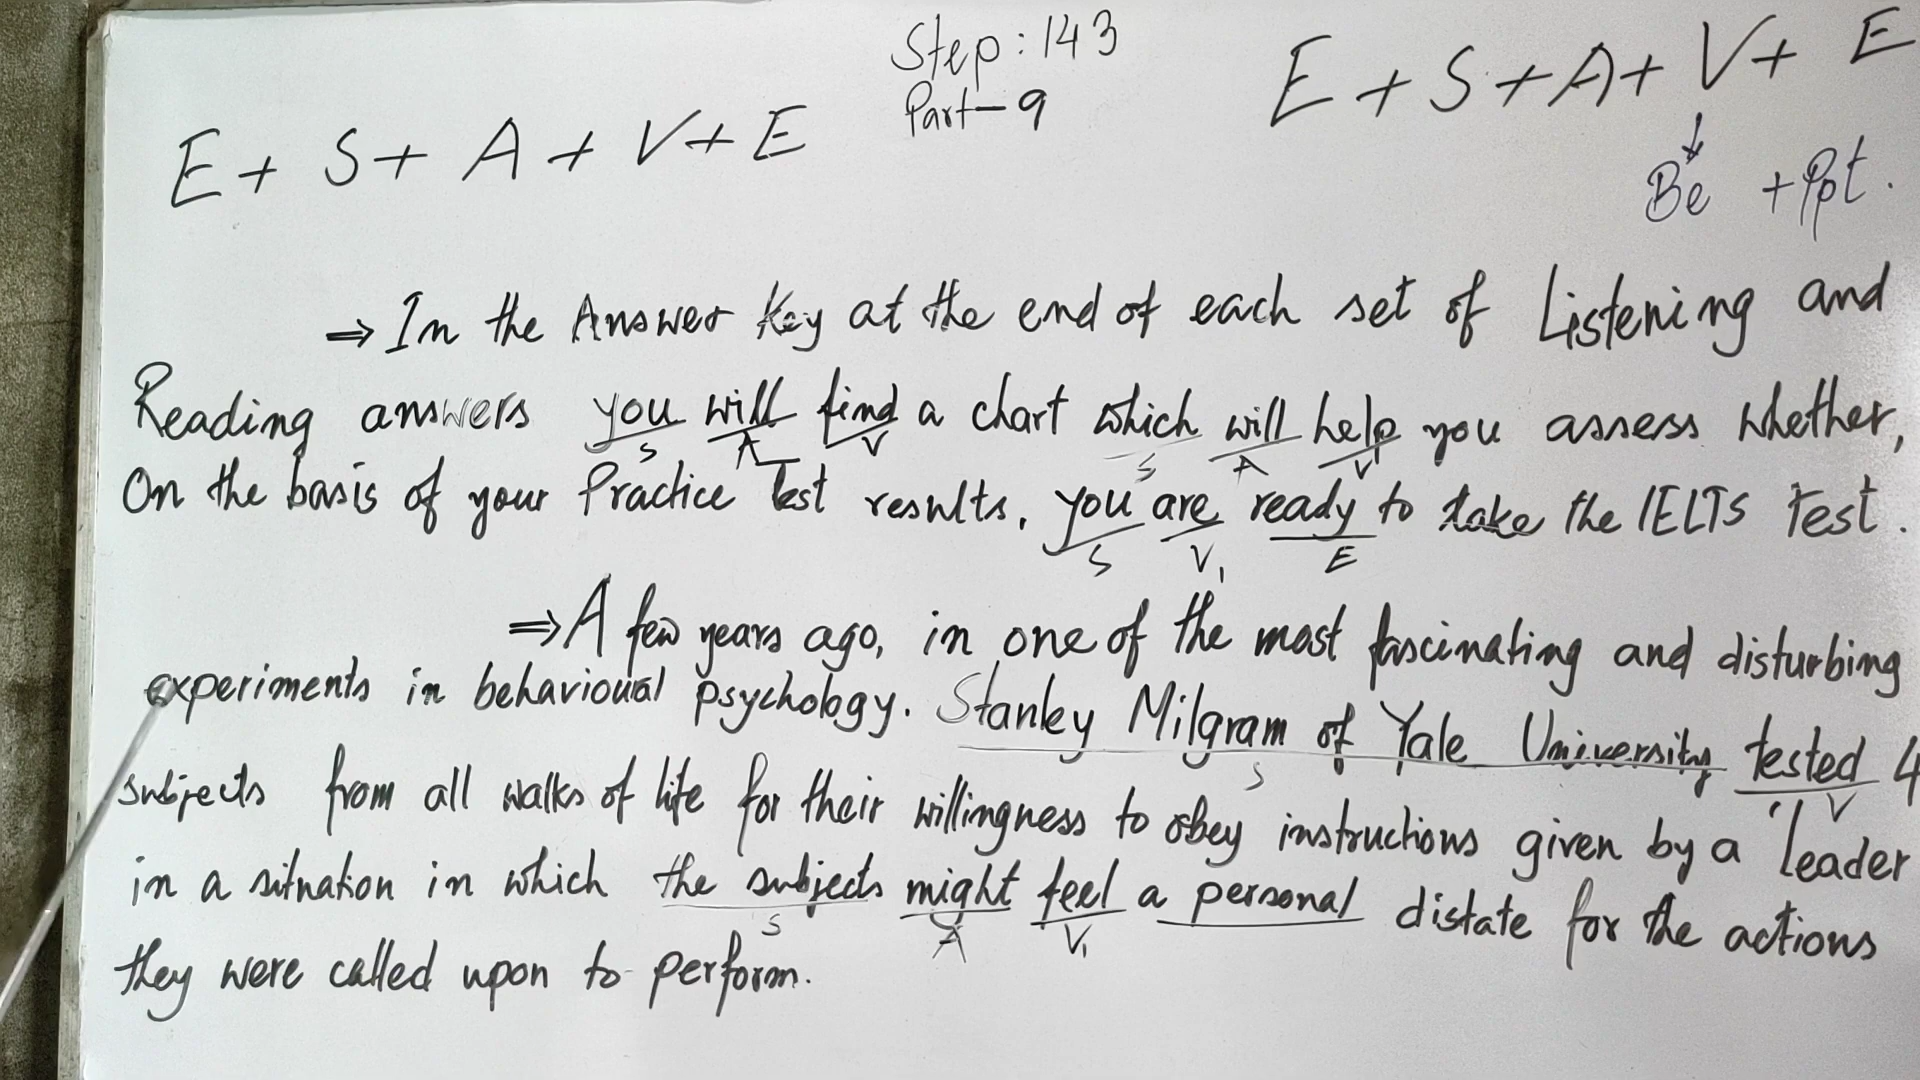 Step: 143
Part-9
E + S + A + V + E
E + S + A + V + E
Be + Ppt.
⇒ In the Answer Key at the end of each set of Listening and
Reading answers you will find a chart which will help you assess whether,
S A V S A V1
On the basis of your Practice Test results, you are ready to take the IELTS Test.
S V1 E
⇒ A few years ago, in one of the most fascinating and disturbing
experiments in behavioural psychology. Stanley Milgram of Yale University tested 4
S V
subjects from all walks of life for their willingness to obey instructions given by a 'leader
in a situation in which the subjects might feel a personal distate for the actions
S A V1
they were called upon to perform.